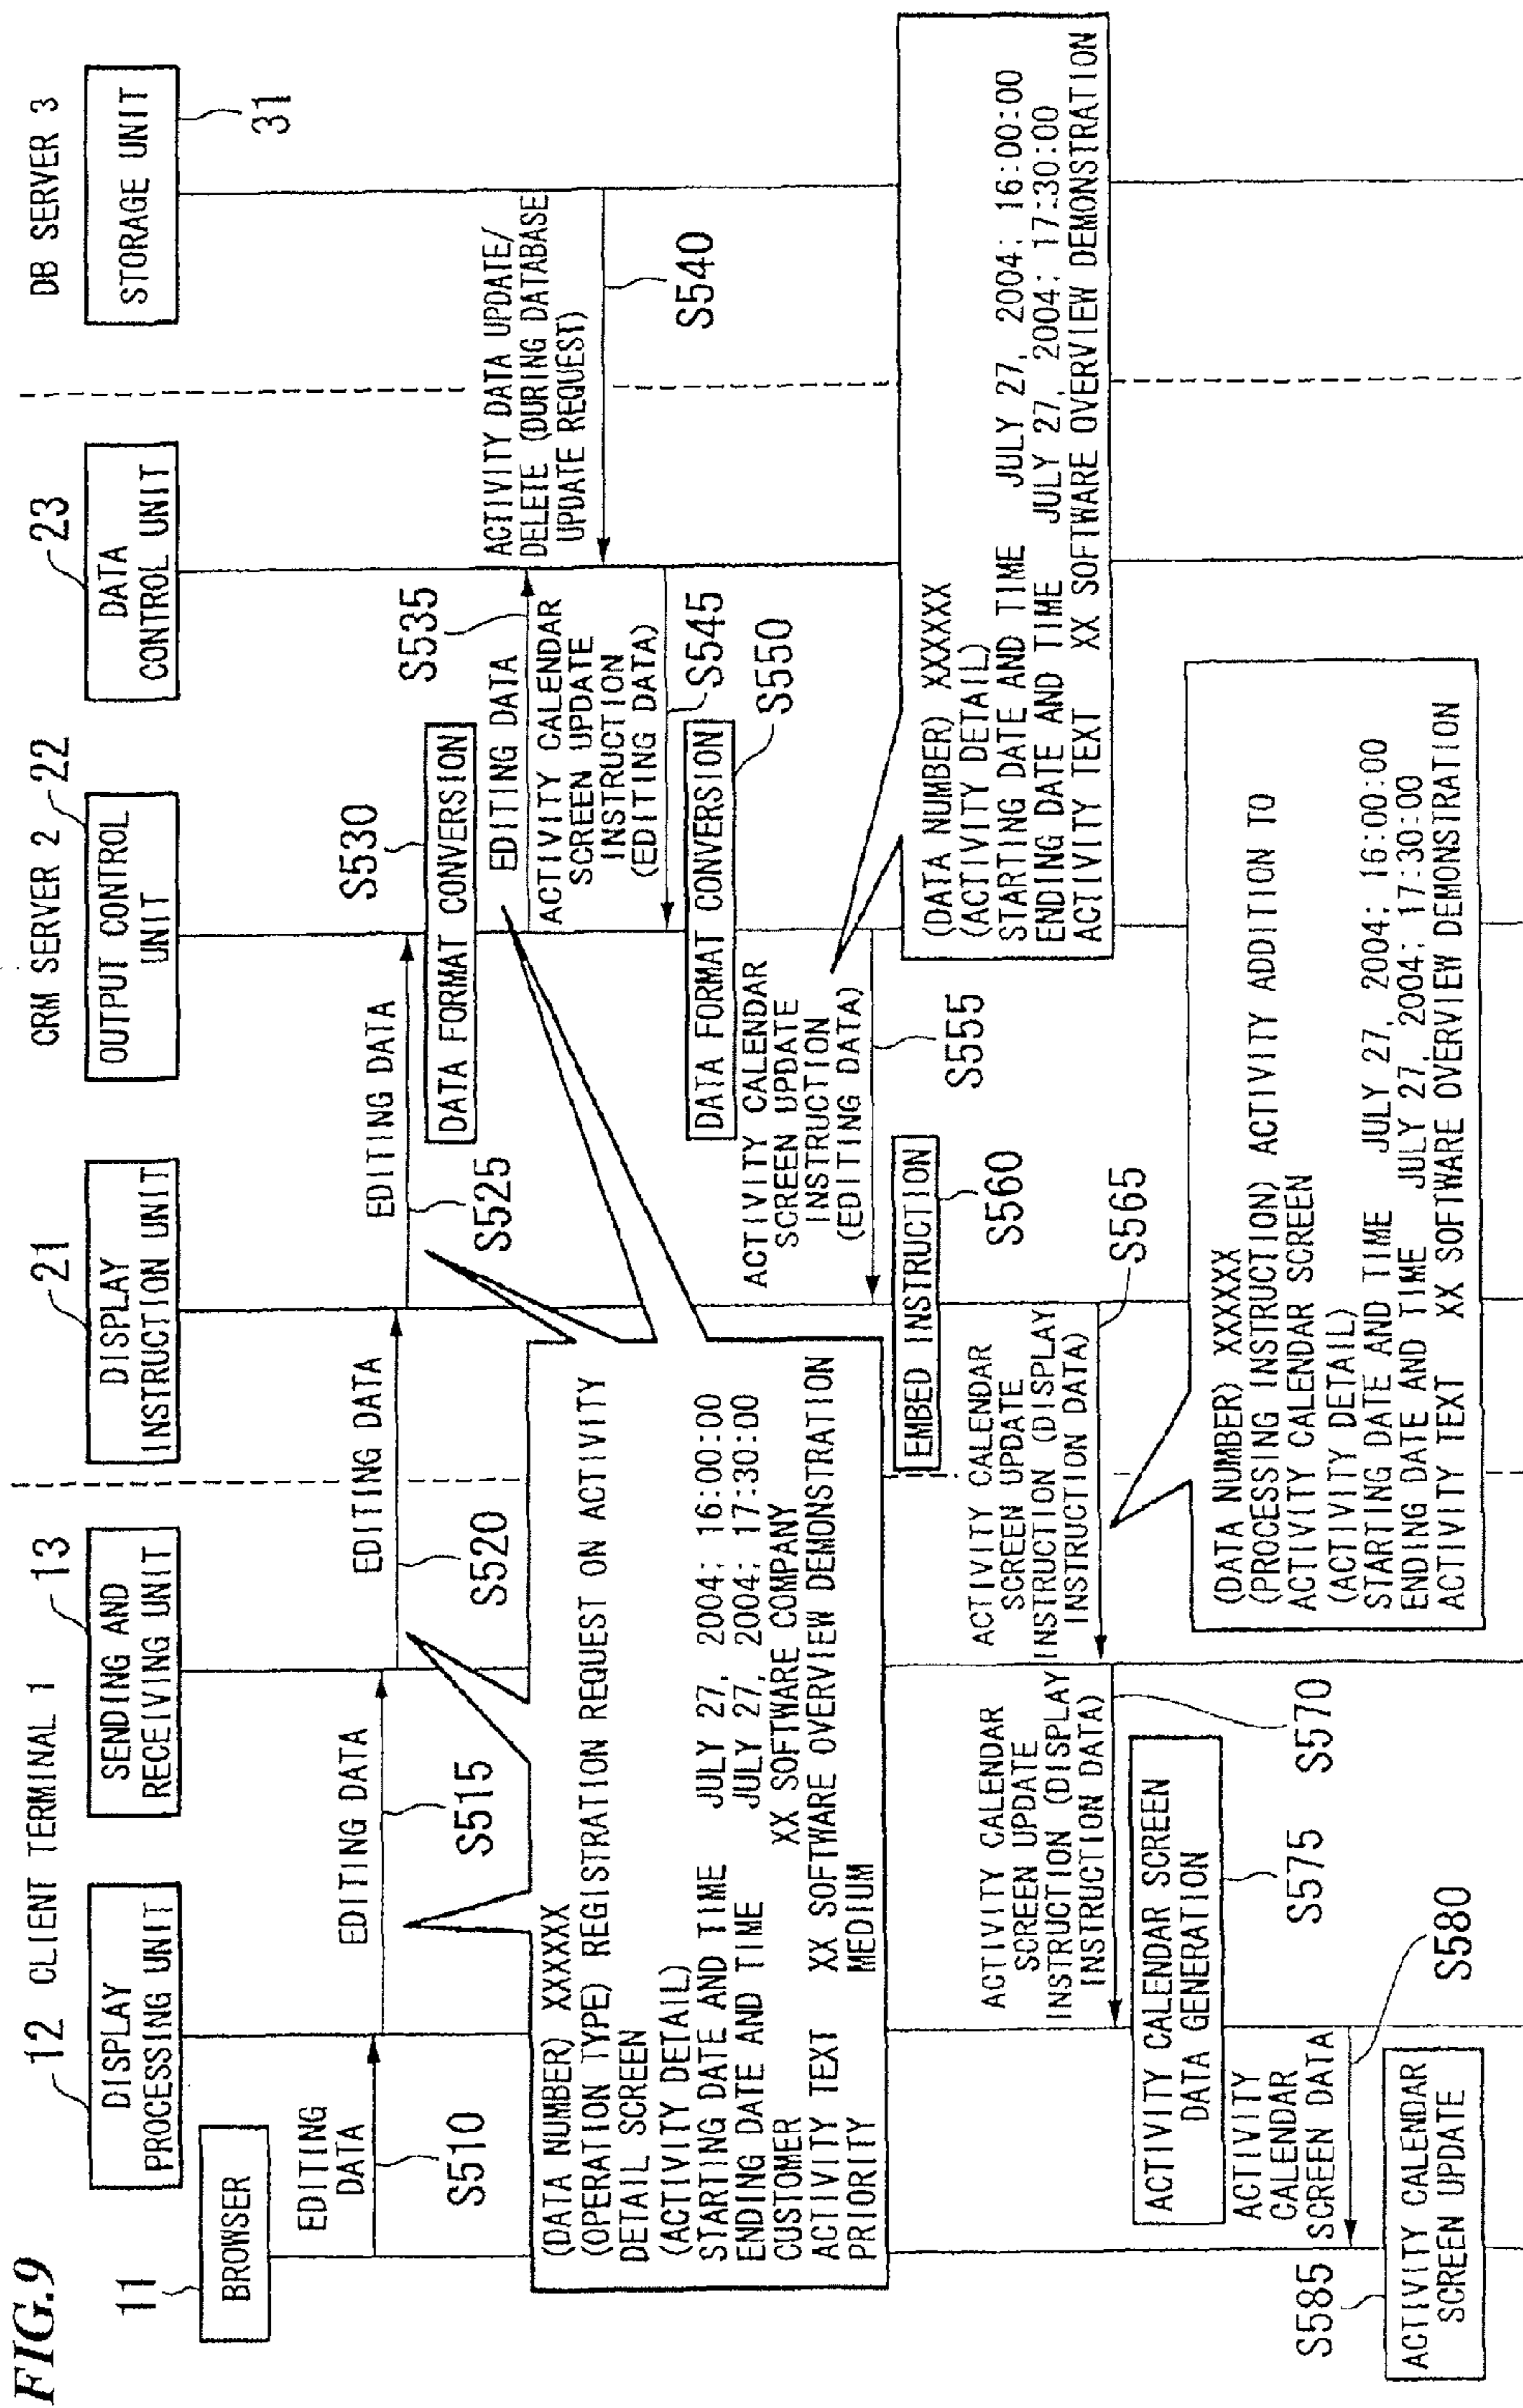 FIG.9
12 CLIENT TERMINAL 1 13
21
CRM SERVER 2 22
23
DB SERVER 3
11
BROWSER
DISPLAY
PROCESSING UNIT
SENDING AND
RECEIVING UNIT
DISPLAY
INSTRUCTION UNIT
OUTPUT CONTROL
UNIT
DATA
CONTROL UNIT
STORAGE UNIT
31
EDITING
DATA
S510
EDITING DATA
S515
EDITING DATA
S520
EDITING DATA
S525
S530
DATA FORMAT CONVERSION
S535
EDITING DATA
ACTIVITY DATA UPDATE/
DELETE (DURING DATABASE
UPDATE REQUEST)
S540
ACTIVITY CALENDAR
SCREEN UPDATE
INSTRUCTION
(EDITING DATA)
S545
DATA FORMAT CONVERSION
S550
(DATA NUMBER) XXXXXX
(OPERATION TYPE) REGISTRATION REQUEST ON ACTIVITY
DETAIL SCREEN
(ACTIVITY DETAIL)
STARTING DATE AND TIME JULY 27, 2004; 16:00:00
ENDING DATE AND TIME JULY 27, 2004; 17:30:00
CUSTOMER XX SOFTWARE COMPANY
ACTIVITY TEXT XX SOFTWARE OVERVIEW DEMONSTRATION
PRIORITY MEDIUM
ACTIVITY CALENDAR
SCREEN UPDATE
INSTRUCTION
(EDITING DATA)
S555
(DATA NUMBER) XXXXXX
(ACTIVITY DETAIL)
STARTING DATE AND TIME JULY 27, 2004; 16:00:00
ENDING DATE AND TIME JULY 27, 2004; 17:30:00
ACTIVITY TEXT XX SOFTWARE OVERVIEW DEMONSTRATION
EMBED INSTRUCTION
S560
ACTIVITY CALENDAR
SCREEN UPDATE
INSTRUCTION (DISPLAY
INSTRUCTION DATA)
S565
(DATA NUMBER) XXXXXX
(PROCESSING INSTRUCTION) ACTIVITY ADDITION TO
ACTIVITY CALENDAR SCREEN
(ACTIVITY DETAIL)
STARTING DATE AND TIME JULY 27, 2004; 16:00:00
ENDING DATE AND TIME JULY 27, 2004; 17:30:00
ACTIVITY TEXT XX SOFTWARE OVERVIEW DEMONSTRATION
ACTIVITY CALENDAR
SCREEN UPDATE
INSTRUCTION (DISPLAY
INSTRUCTION DATA)
S570
ACTIVITY CALENDAR SCREEN
DATA GENERATION
S575
ACTIVITY
CALENDAR
SCREEN DATA
S580
S585
ACTIVITY CALENDAR
SCREEN UPDATE